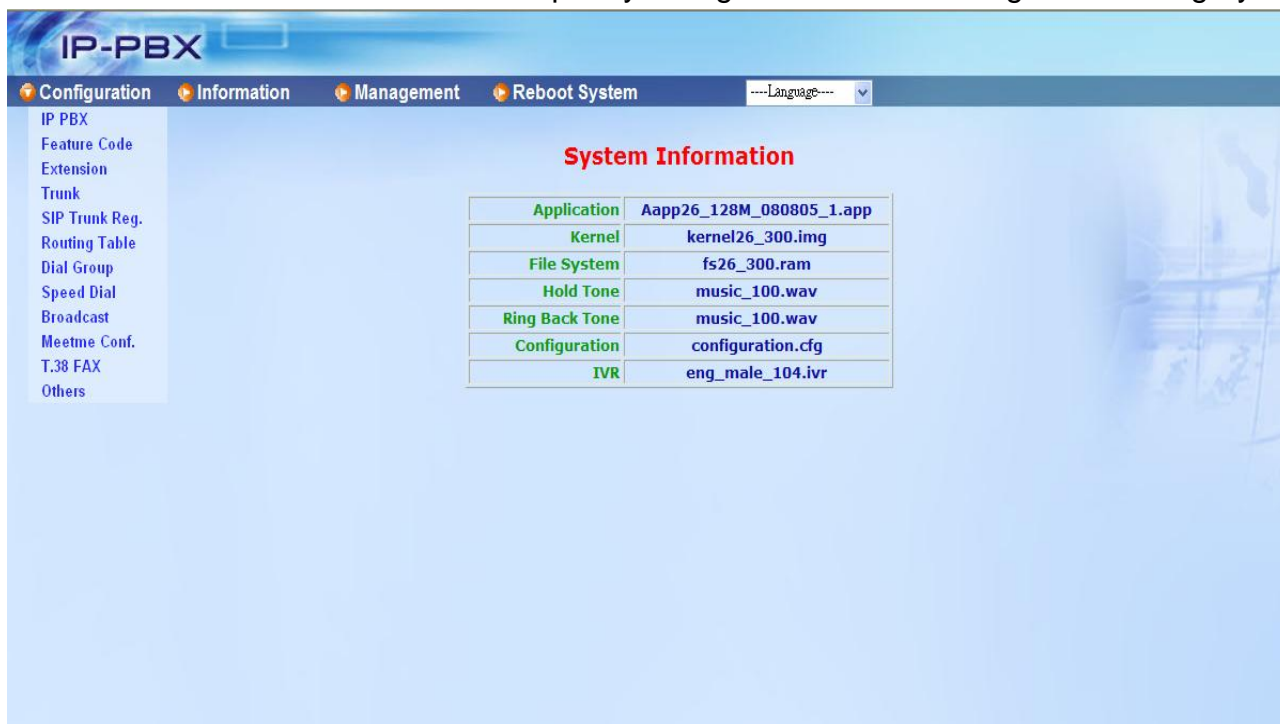 IP-PBX
Configuration Information Management Reboot System ----Language----
IP PBX
Feature Code
Extension
Trunk
SIP Trunk Reg.
Routing Table
Dial Group
Speed Dial
Broadcast
Meetme Conf.
T.38 FAX
Others
System Information
Application Aapp26_128M_080805_1.app
Kernel kernel26_300.img
File System fs26_300.ram
Hold Tone music_100.wav
Ring Back Tone music_100.wav
Configuration configuration.cfg
IVR eng_male_104.ivr